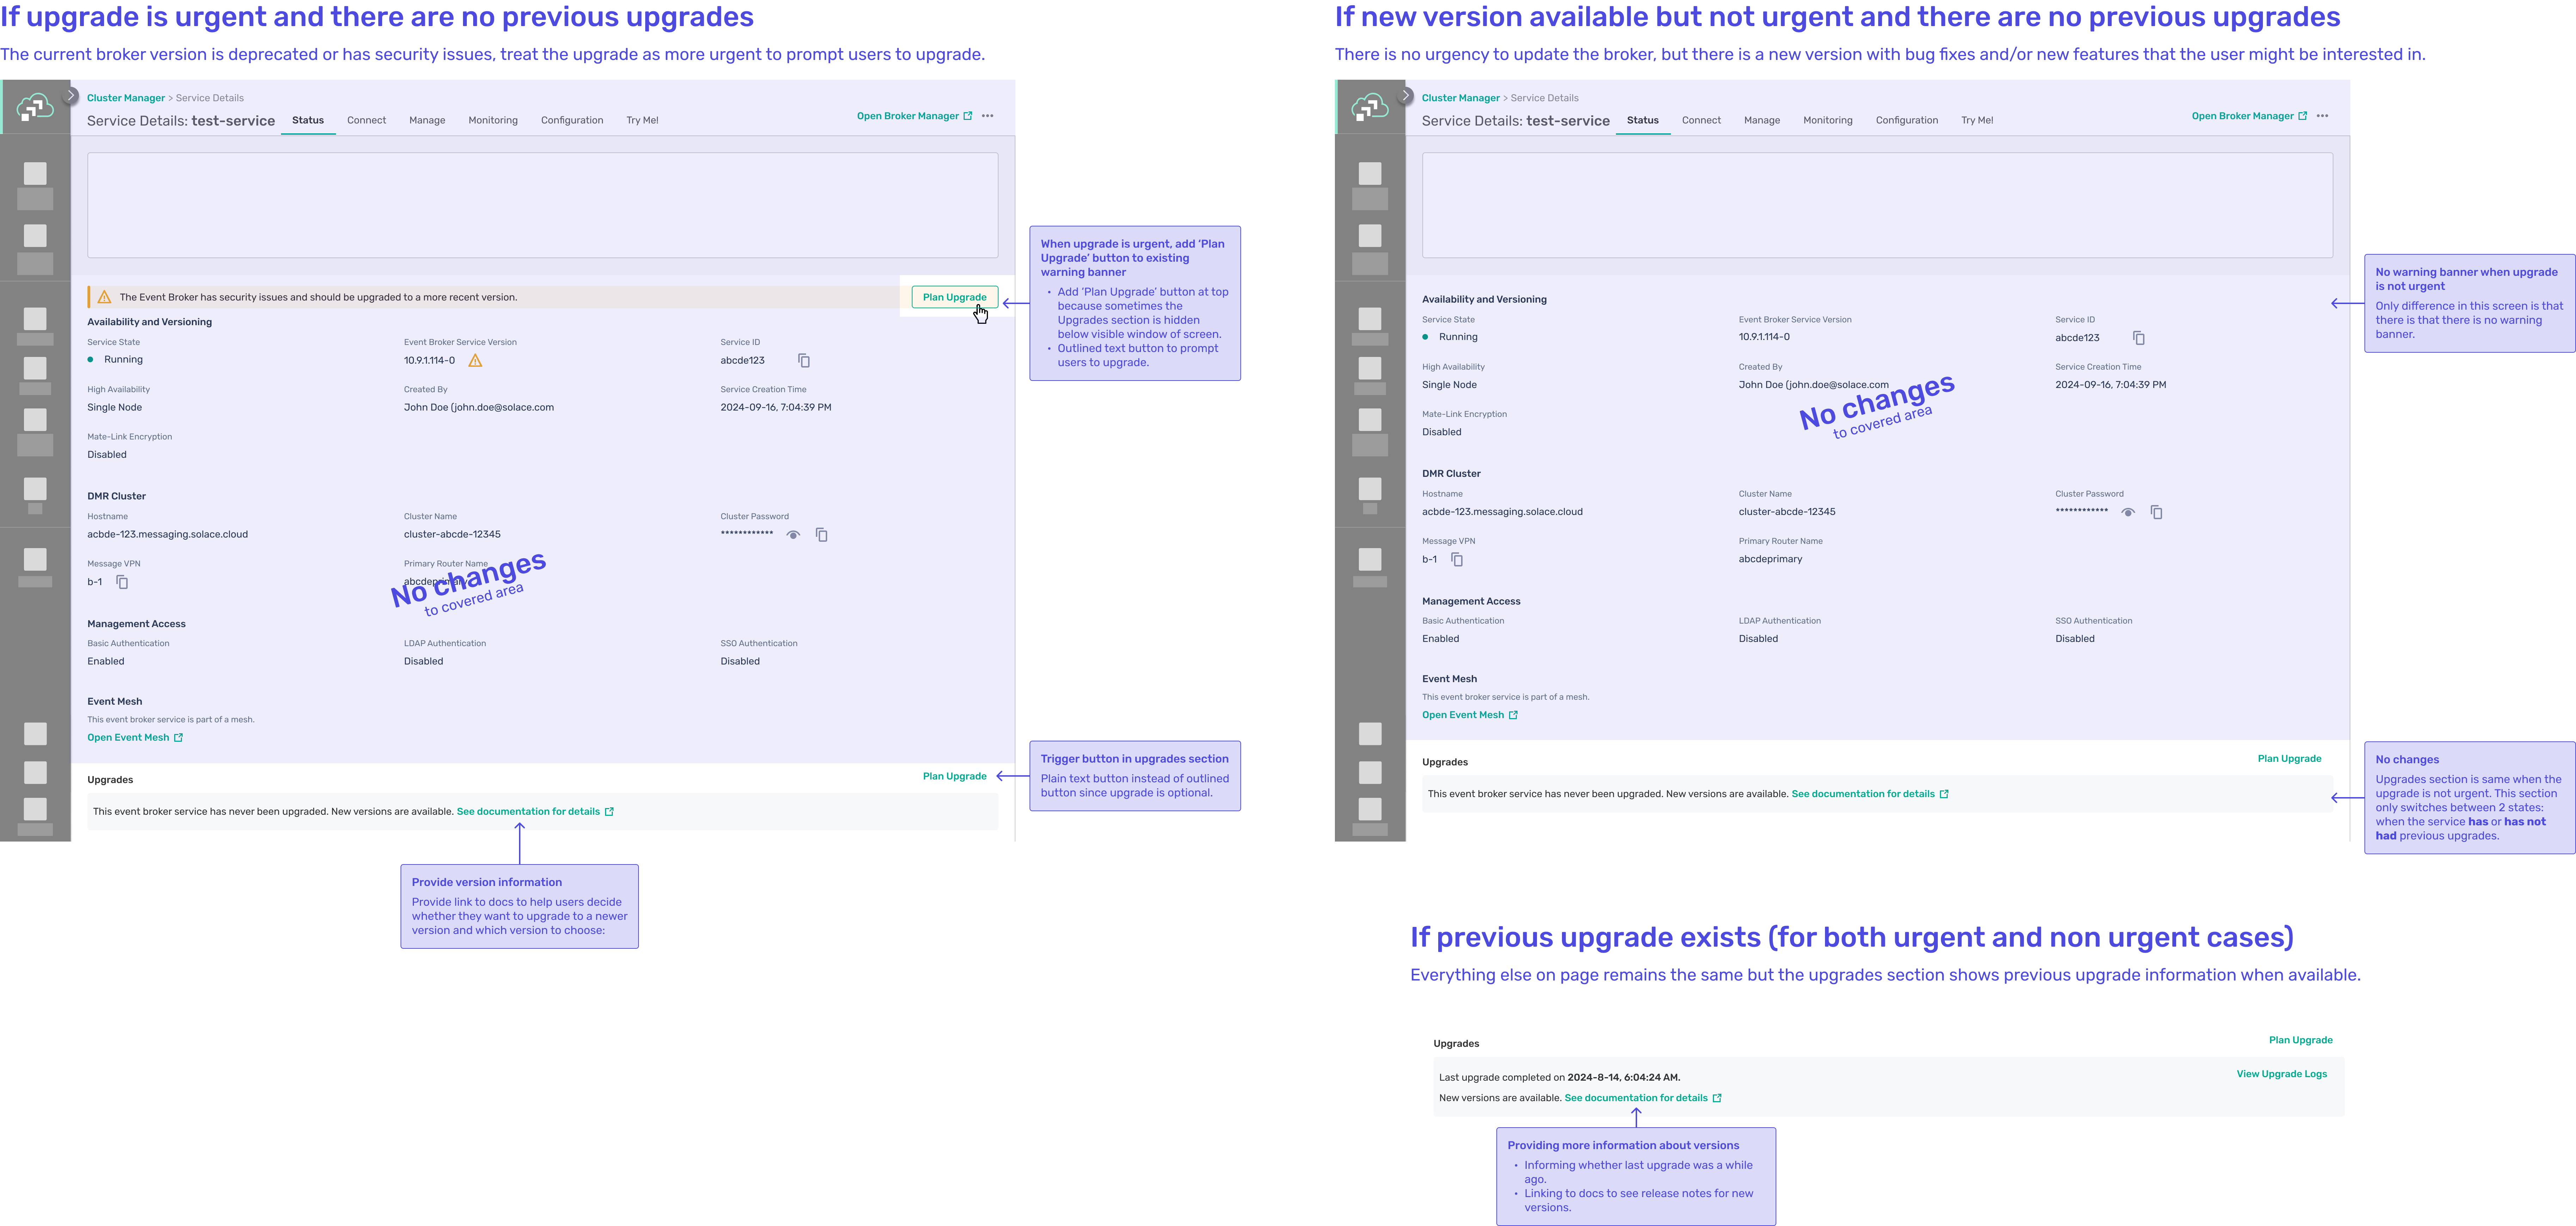 If upgrade is urgent and there are no previous upgrades
The current broker version is deprecated or has security issues, treat the upgrade as more urgent to prompt users to upgrade.
Cluster Manager > Service Details
Service Details: test-service Status Connect Manage Monitoring Configuration Try Me! Open Broker Manager
The Event Broker has security issues and should be upgraded to a more recent version. Plan Upgrade
Availability and Versioning
Service State Event Broker Service Version Service ID
Running 10.9.1.114-0 abcde123
High Availability Created By Service Creation Time
Single Node John Doe (john.doe@solace.com 2024-09-16, 7:04:39 PM
Mate-Link Encryption
Disabled
DMR Cluster
Hostname Cluster Name Cluster Password
acbde-123.messaging.solace.cloud cluster-abcde-12345 ************
Message VPN Primary Router Name
b-1 abcdeprimary
No changes
to covered area
Management Access
Basic Authentication LDAP Authentication SSO Authentication
Enabled Disabled Disabled
Event Mesh
This event broker service is part of a mesh.
Open Event Mesh
Upgrades Plan Upgrade
This event broker service has never been upgraded. New versions are available. See documentation for details
When upgrade is urgent, add ‘Plan
Upgrade’ button to existing
warning banner
• Add ‘Plan Upgrade’ button at top
because sometimes the
Upgrades section is hidden
below visible window of screen.
• Outlined text button to prompt
users to upgrade.
Trigger button in upgrades section
Plain text button instead of outlined
button since upgrade is optional.
Provide version information
Provide link to docs to help users decide
whether they want to upgrade to a newer
version and which version to choose:
If new version available but not urgent and there are no previous upgrades
There is no urgency to update the broker, but there is a new version with bug fixes and/or new features that the user might be interested in.
Cluster Manager > Service Details
Service Details: test-service Status Connect Manage Monitoring Configuration Try Me! Open Broker Manager
Availability and Versioning
Service State Event Broker Service Version Service ID
Running 10.9.1.114-0 abcde123
High Availability Created By Service Creation Time
Single Node John Doe (john.doe@solace.com 2024-09-16, 7:04:39 PM
No changes
to covered area
Mate-Link Encryption
Disabled
DMR Cluster
Hostname Cluster Name Cluster Password
acbde-123.messaging.solace.cloud cluster-abcde-12345 ************
Message VPN Primary Router Name
b-1 abcdeprimary
Management Access
Basic Authentication LDAP Authentication SSO Authentication
Enabled Disabled Disabled
Event Mesh
This event broker service is part of a mesh.
Open Event Mesh
Upgrades Plan Upgrade
This event broker service has never been upgraded. New versions are available. See documentation for details
No warning banner when upgrade
is not urgent
Only difference in this screen is that
there is that there is no warning
banner.
No changes
Upgrades section is same when the
upgrade is not urgent. This section
only switches between 2 states:
when the service has or has not
had previous upgrades.
If previous upgrade exists (for both urgent and non urgent cases)
Everything else on page remains the same but the upgrades section shows previous upgrade information when available.
Upgrades Plan Upgrade
Last upgrade completed on 2024-8-14, 6:04:24 AM. View Upgrade Logs
New versions are available. See documentation for details
Providing more information about versions
• Informing whether last upgrade was a while
ago.
• Linking to docs to see release notes for new
versions.